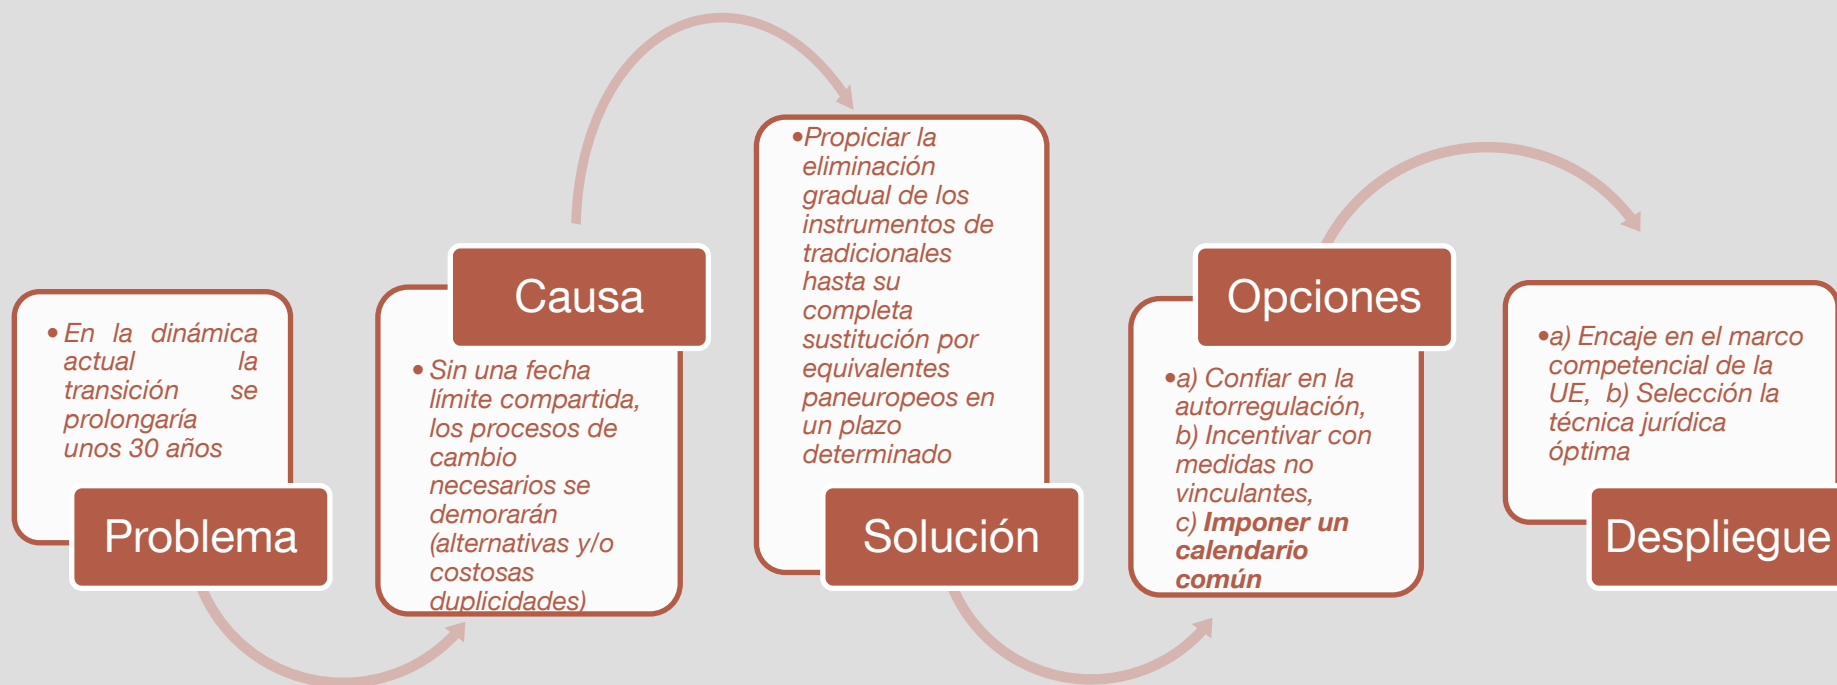 • En la dinámica
actual la
transición se
prolongaría
unos 30 años
Problema
Causa
• Sin una fecha
límite compartida,
los procesos de
cambio
necesarios se
demorarán
(alternativas y/o
costosas
duplicidades)
•Propiciar la
eliminación
gradual de los
instrumentos de
tradicionales
hasta su
completa
sustitución por
equivalentes
paneuropeos en
un plazo
determinado
Solución
Opciones
•a) Confiar en la
autorregulación,
b) Incentivar con
medidas no
vinculantes,
c) Imponer un
calendario
común
•a) Encaje en el marco
competencial de la
UE, b) Selección la
técnica jurídica
óptima
Despliegue